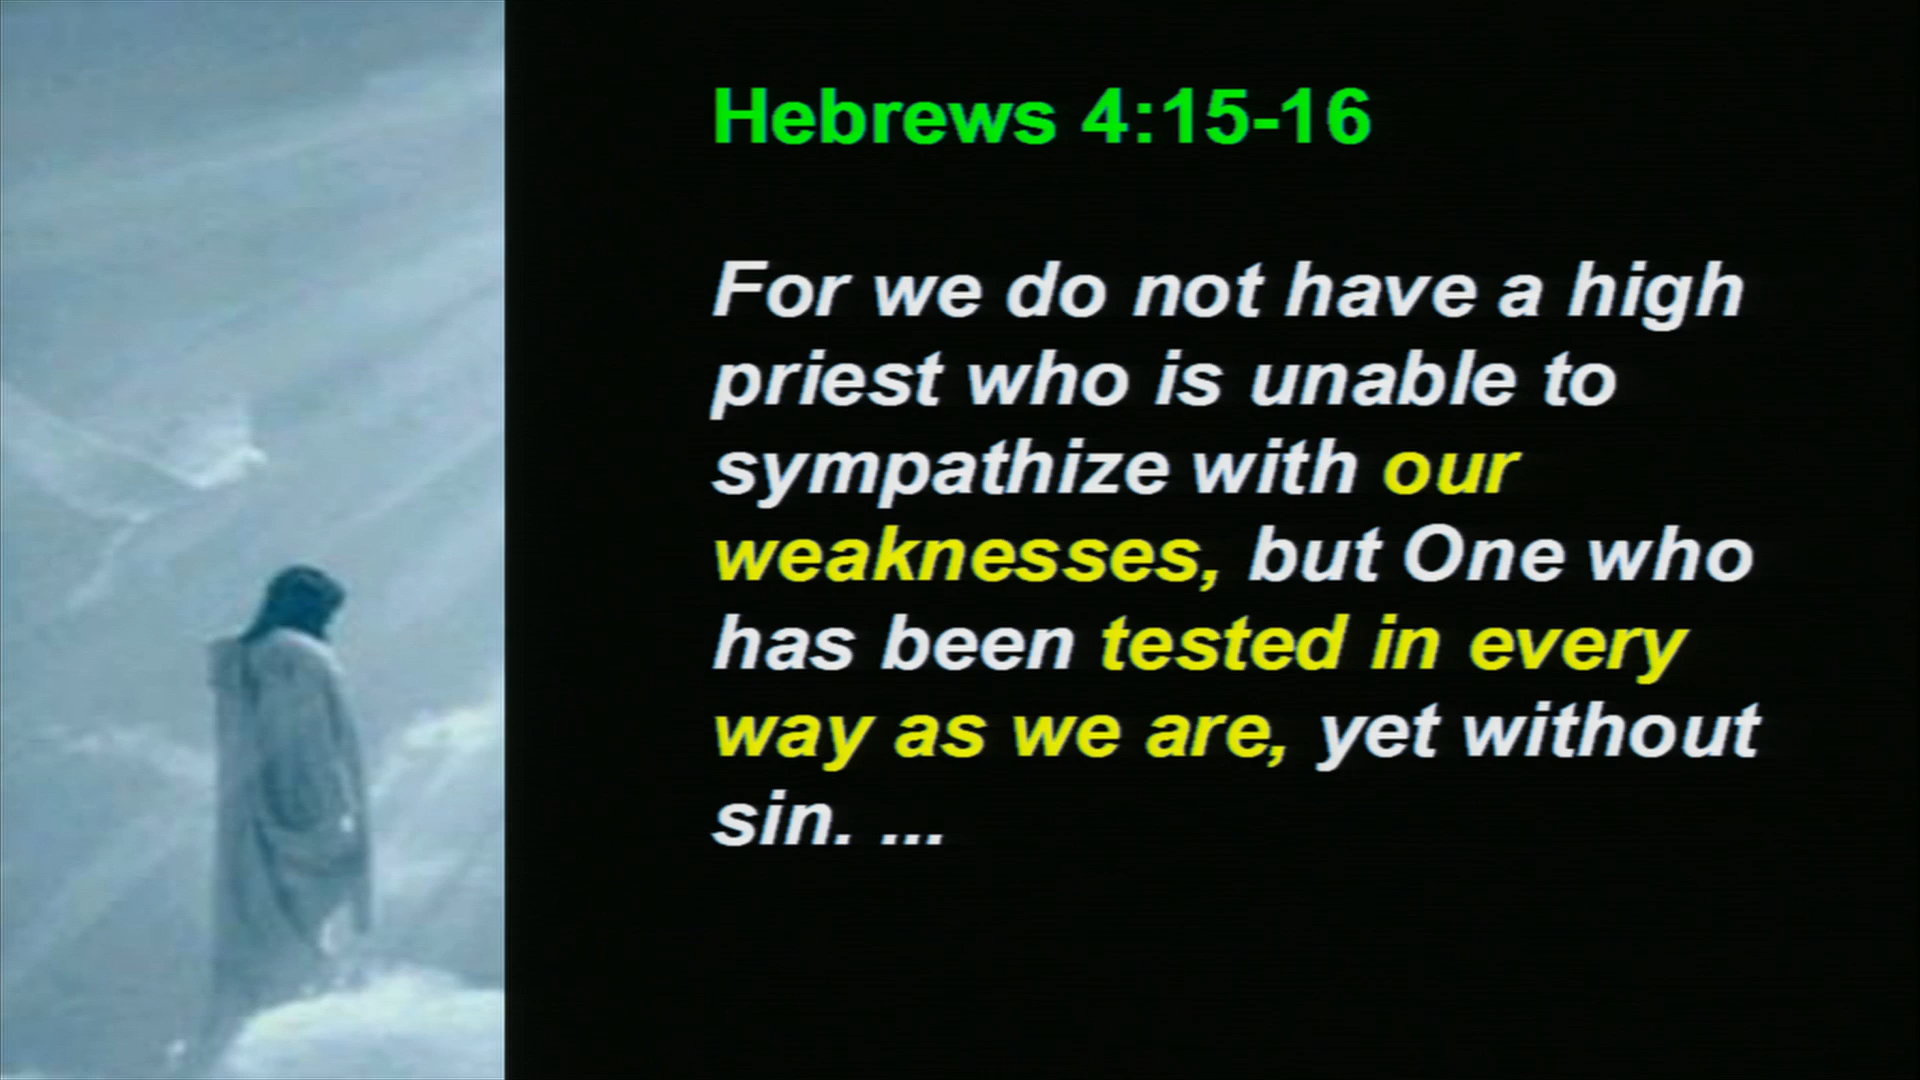 Hebrews 4:15-16
For we do not have a high
priest who is unable to
sympathize with our
weaknesses, but One who
has been tested in every
way as we are, yet without
sin. ...